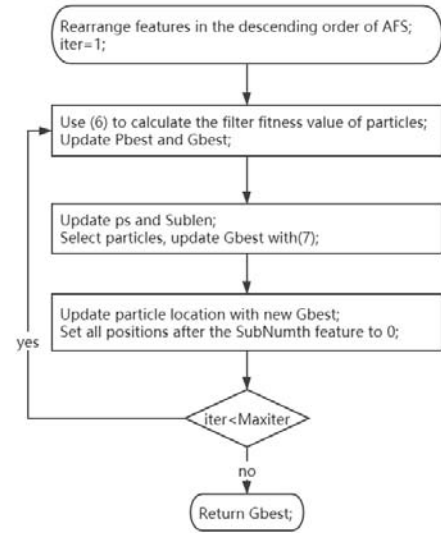 Rearrange features in the descending order of AFS;
iter=1;
Use (6) to calculate the filter fitness value of particles;
Update Pbest and Gbest;
Update ps and Sublen;
Select particles, update Gbest with(7);
Update particle location with new Gbest;
Set all positions after the SubNumth feature to 0;
yes
iter<Maxiter
no
Return Gbest;